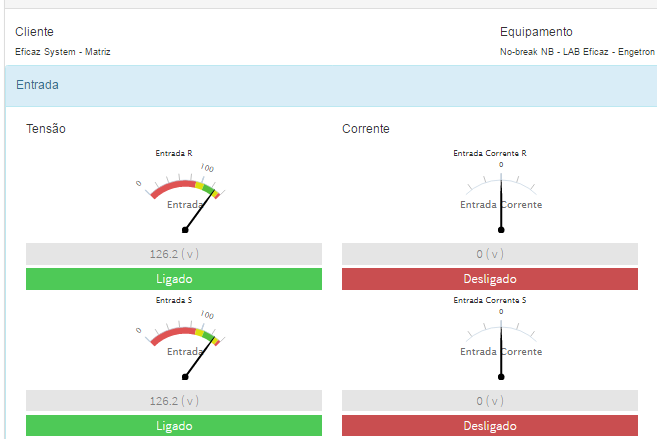 Cliente
Equipamento
Eficaz System - Matriz
No-break NB - LAB Eficaz - Engetron
Entrada
Tensão
Corrente
Entrada R
0
100
Entrada
126.2 ( v )
Ligado
Entrada Corrente R
0
Entrada Corrente
0 ( v )
Desligado
Entrada S
0
100
Entrada
126.2 ( v )
Ligado
Entrada Corrente S
0
Entrada Corrente
0 ( v )
Desligado